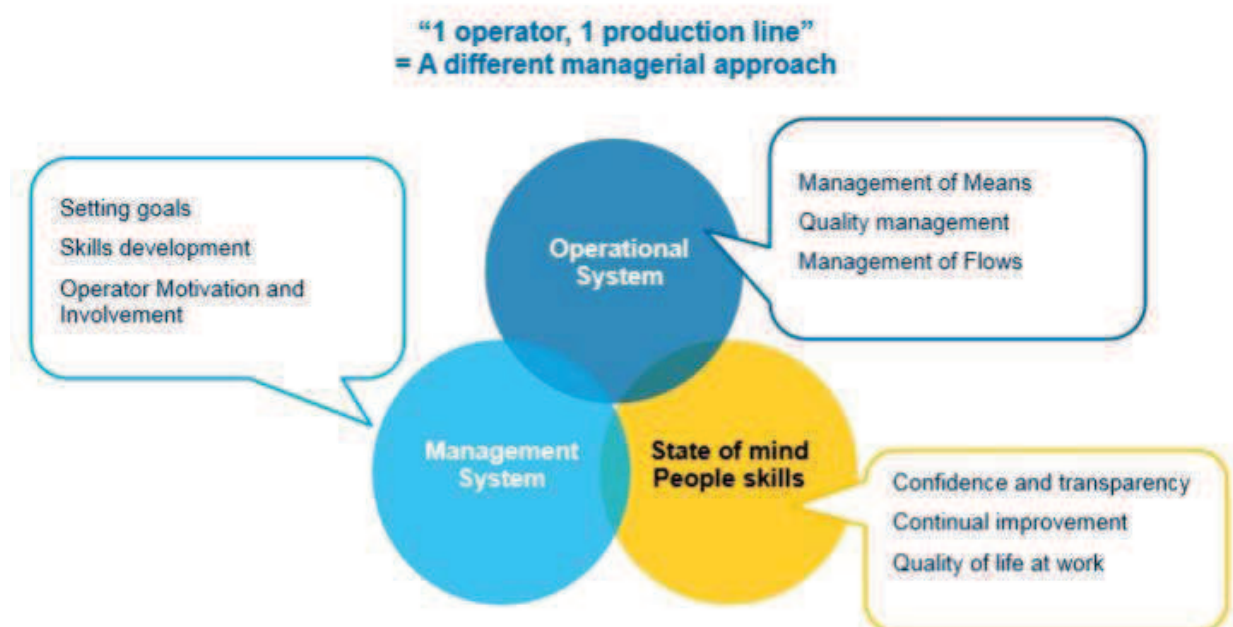 “1 operator, 1 production line”
= A different managerial approach
Setting goals
Skills development
Operator Motivation and
Involvement
Operational
System
Management of Means
Quality management
Management of Flows
Management
System
State of mind
People skills
Confidence and transparency
Continual improvement
Quality of life at work